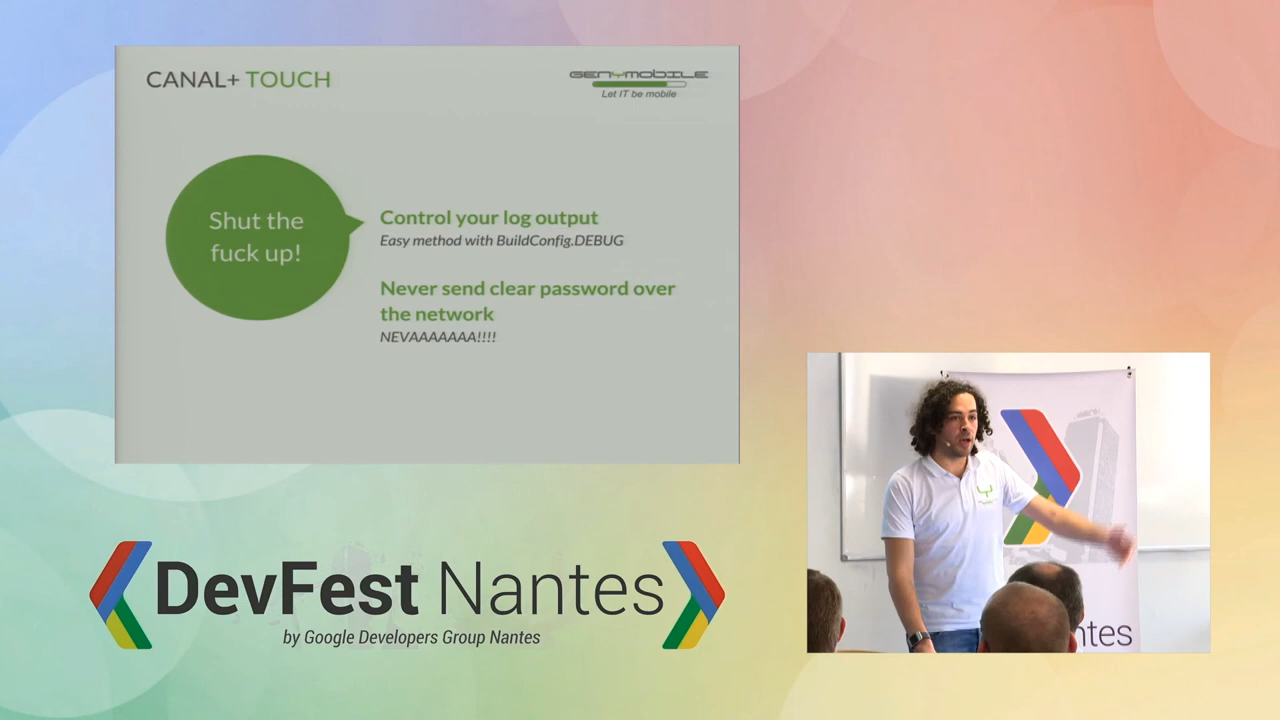 CANAL+ TOUCH
GENYMOBILE
Let IT be mobile
Shut the
fuck up!
Control your log output
Easy method with BuildConfig.DEBUG
Never send clear password over
the network
NEVAAAAAAA!!!!
DevFest Nantes
by Google Developers Group Nantes
ntes